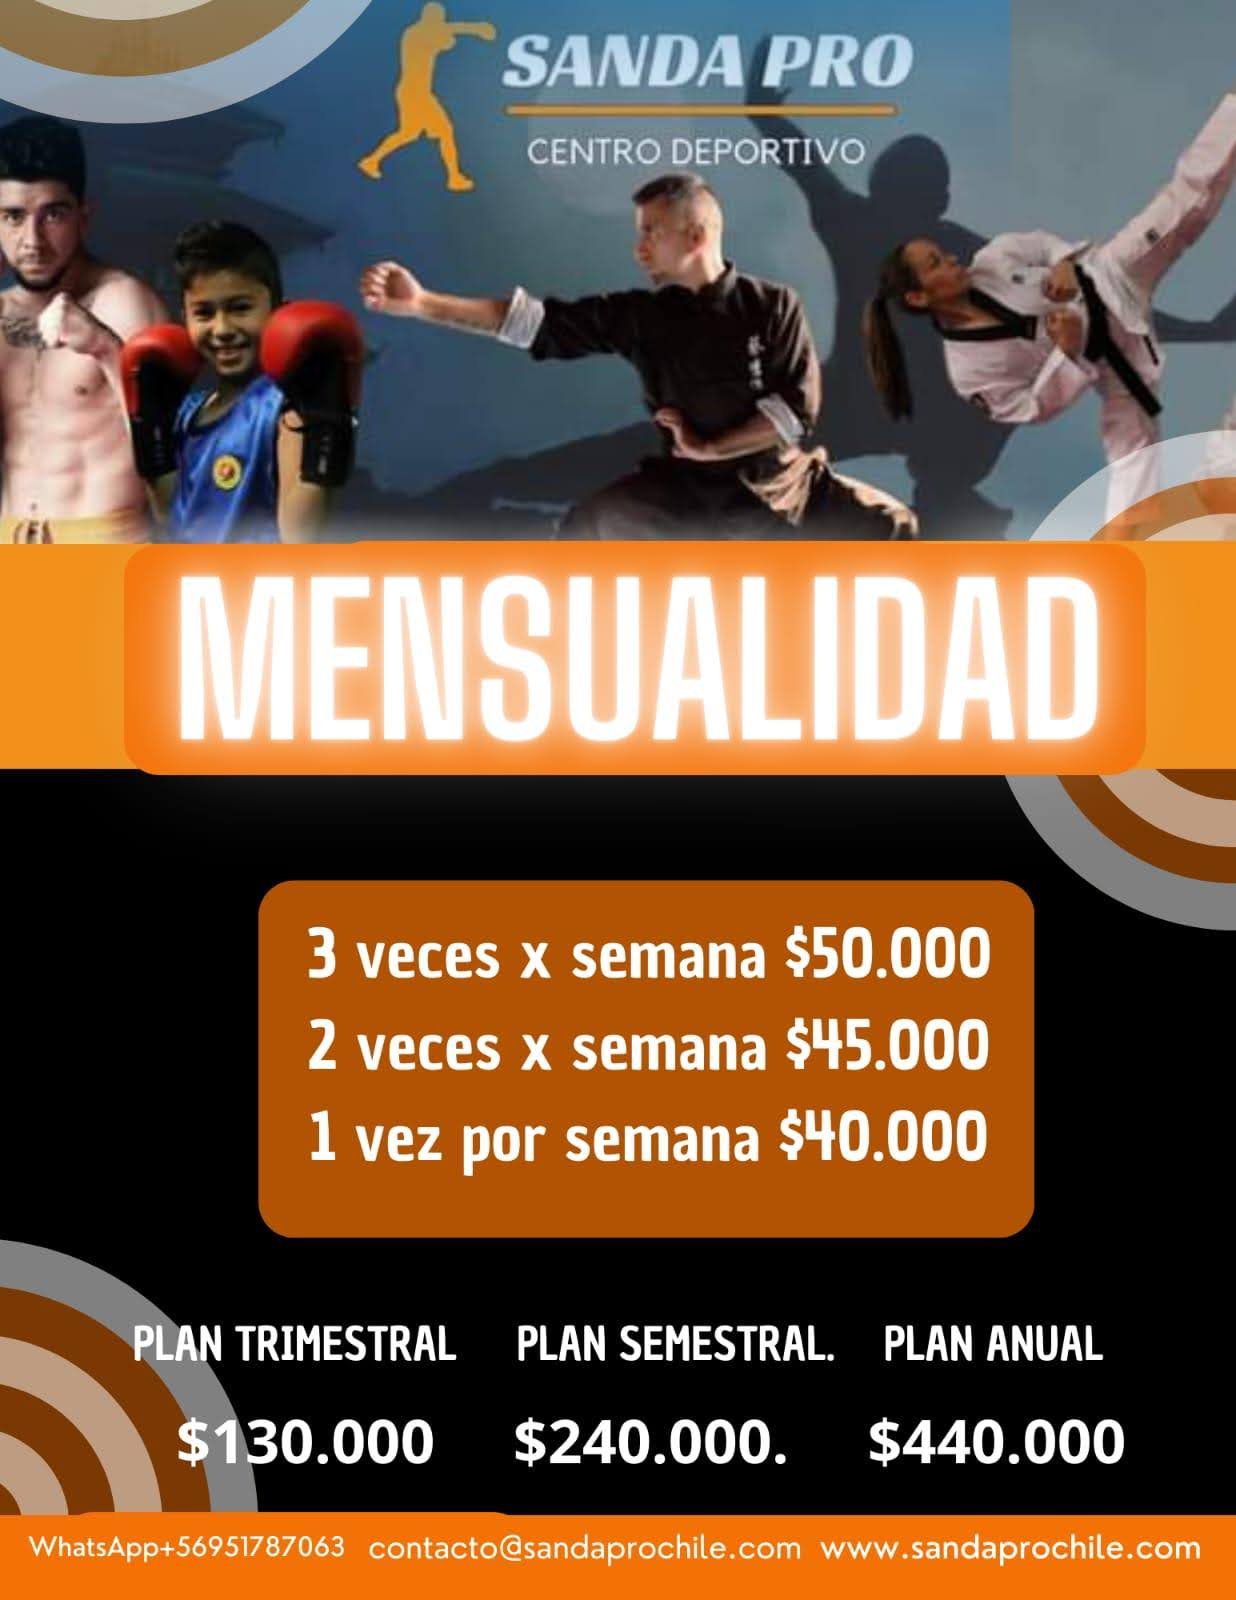 SANDA PRO
CENTRO DEPORTIVO
MENSUALIDAD
3 veces x semana $50.000
2 veces x semana $45.000
1 vez por semana $40.000
PLAN TRIMESTRAL PLAN SEMESTRAL. PLAN ANUAL
$130.000 $240.000. $440.000
WhatsApp+56951787063 contacto@sandaprochile.com www.sandaprochile.com